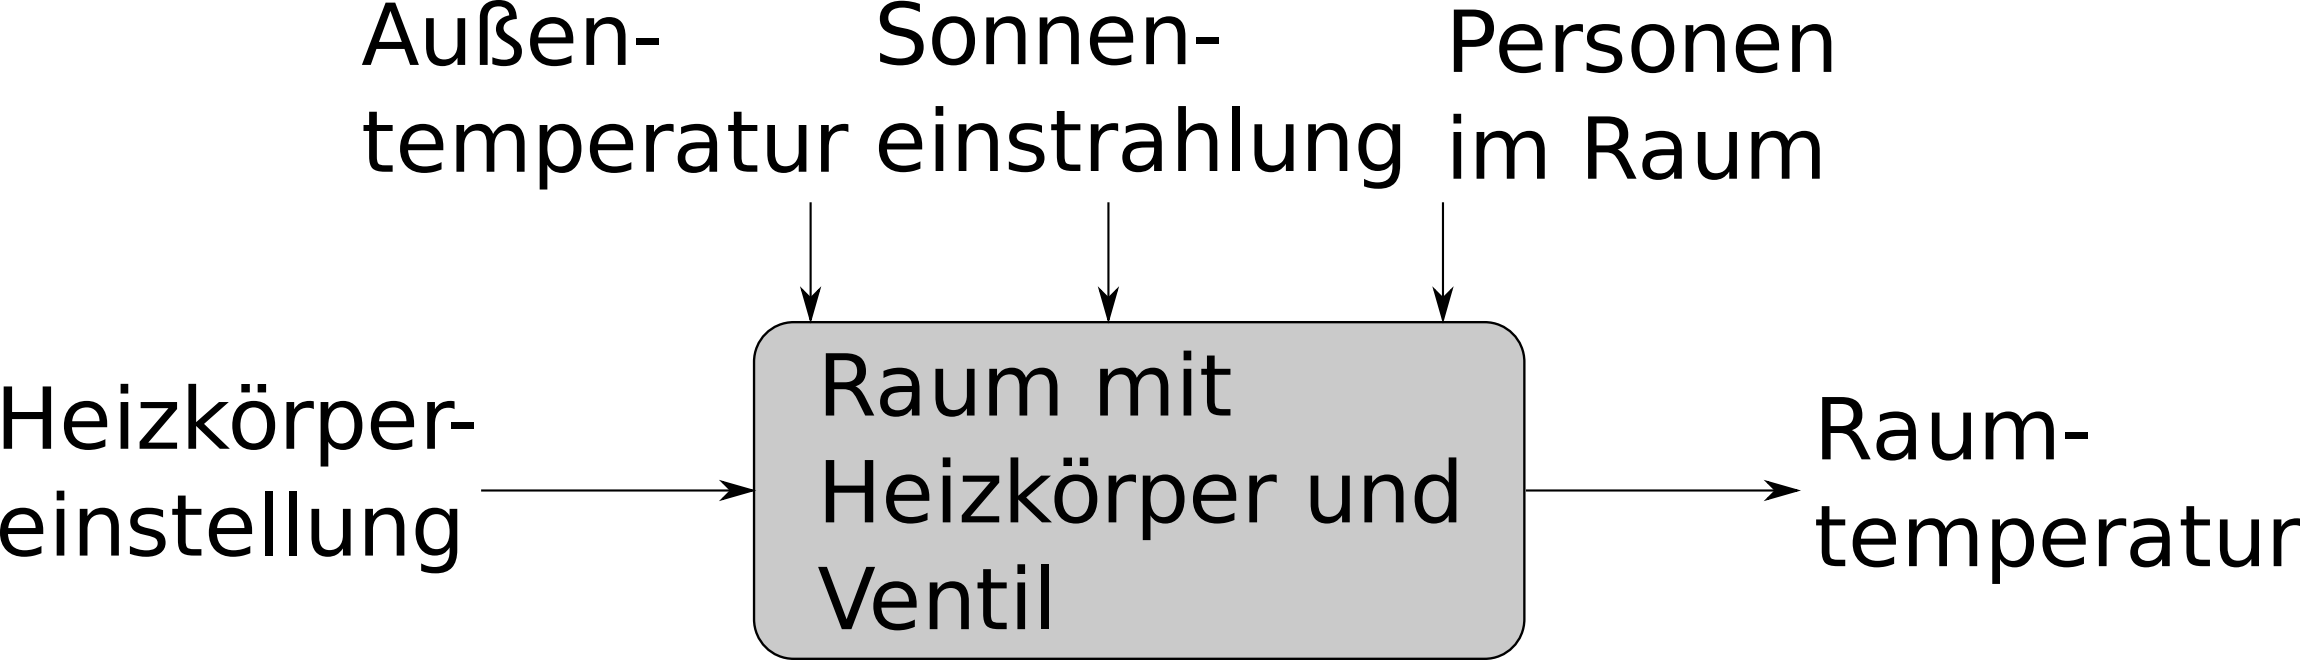 Außen-
temperatur
Sonnen-
einstrahlung
Personen
im Raum
Heizkörper-
einstellung
Raum mit
Heizkörper und
Ventil
Raum-
temperatur